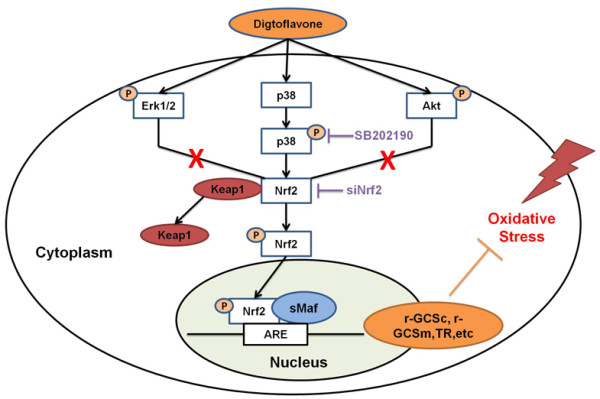 Digtoflavone
P
Erk1/2
p38
Akt
P
p38
P
SB202190
X
X
Keap1
Nrf2
siNrf2
Keap1
P
Nrf2
Oxidative
Stress
Cytoplasm
P
Nrf2
sMaf
ARE
r-GCSc, r-
GCSm,TR,etc
Nucleus